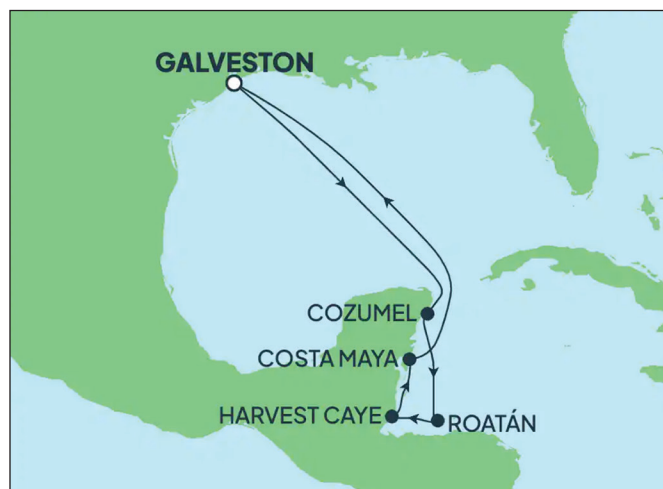 GALVESTON
COZUMEL
COSTA MAYA
HARVEST CAYE
ROATÁN